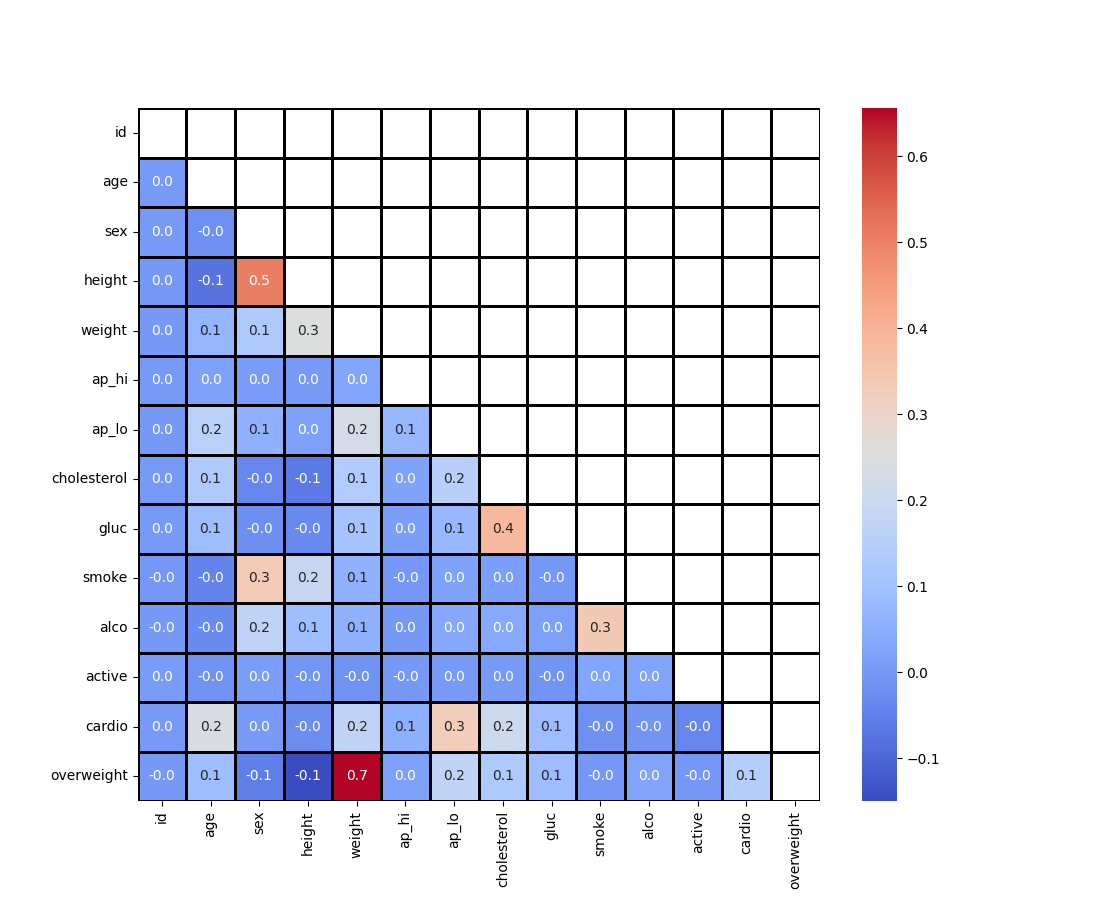 id
age 0.0
sex 0.0 -0.0
height 0.0 -0.1 0.5
weight 0.0 0.1 0.1 0.3
ap_hi 0.0 0.0 0.0 0.0 0.0
ap_lo 0.0 0.2 0.1 0.0 0.2 0.1
cholesterol 0.0 0.1 -0.0 -0.1 0.1 0.0 0.2
gluc 0.0 0.1 -0.0 -0.0 0.1 0.0 0.1 0.4
smoke -0.0 -0.0 0.3 0.2 0.1 -0.0 0.0 0.0 -0.0
alco -0.0 -0.0 0.2 0.1 0.1 0.0 0.0 0.0 0.0 0.3
active 0.0 -0.0 0.0 -0.0 -0.0 -0.0 0.0 0.0 -0.0 0.0 0.0
cardio 0.0 0.2 0.0 -0.0 0.2 0.1 0.3 0.2 0.1 -0.0 -0.0 -0.0
overweight -0.0 0.1 -0.1 -0.1 0.7 0.0 0.2 0.1 0.1 -0.0 0.0 -0.0 0.1
id age sex height weight ap_hi ap_lo cholesterol gluc smoke alco active cardio overweight
0.6
0.5
0.4
0.3
0.2
0.1
0.0
−0.1